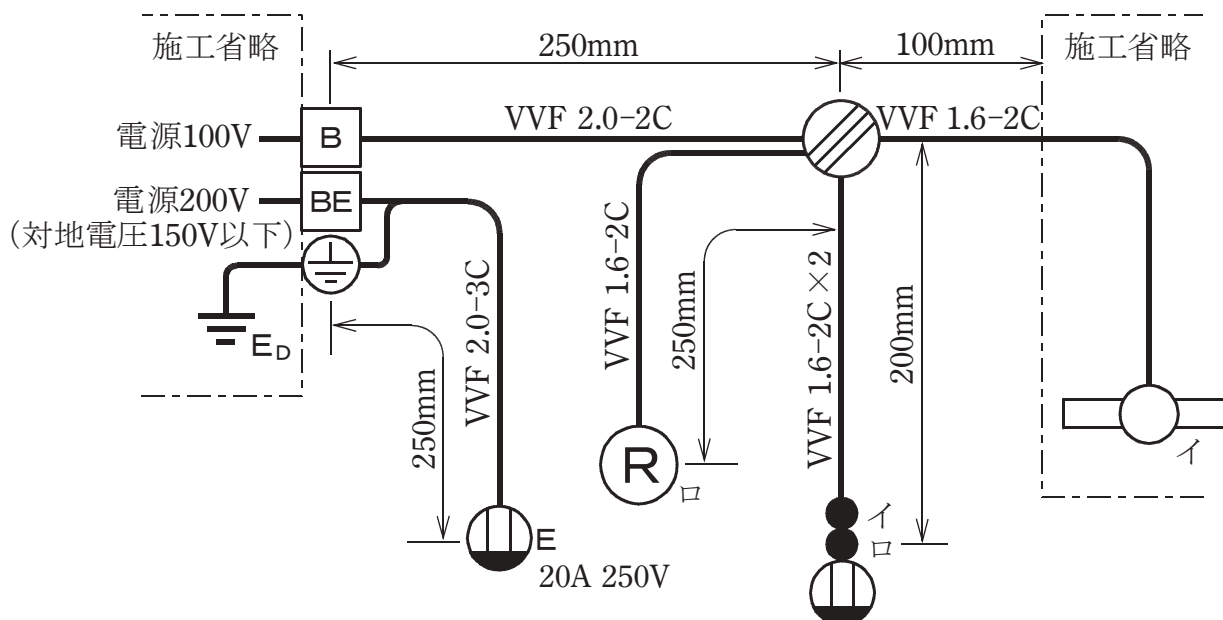 施工省略
250mm
100mm
施工省略
電源100V
B
VVF 2.0-2C
VVF 1.6-2C
電源200V
BE
(対地電圧150V以下)
ED
VVF 2.0-3C
250mm
VVF 1.6-2C
250mm
VVF 1.6-2C×2
200mm
R
ロ
イ
ロ
イ
E
20A 250V